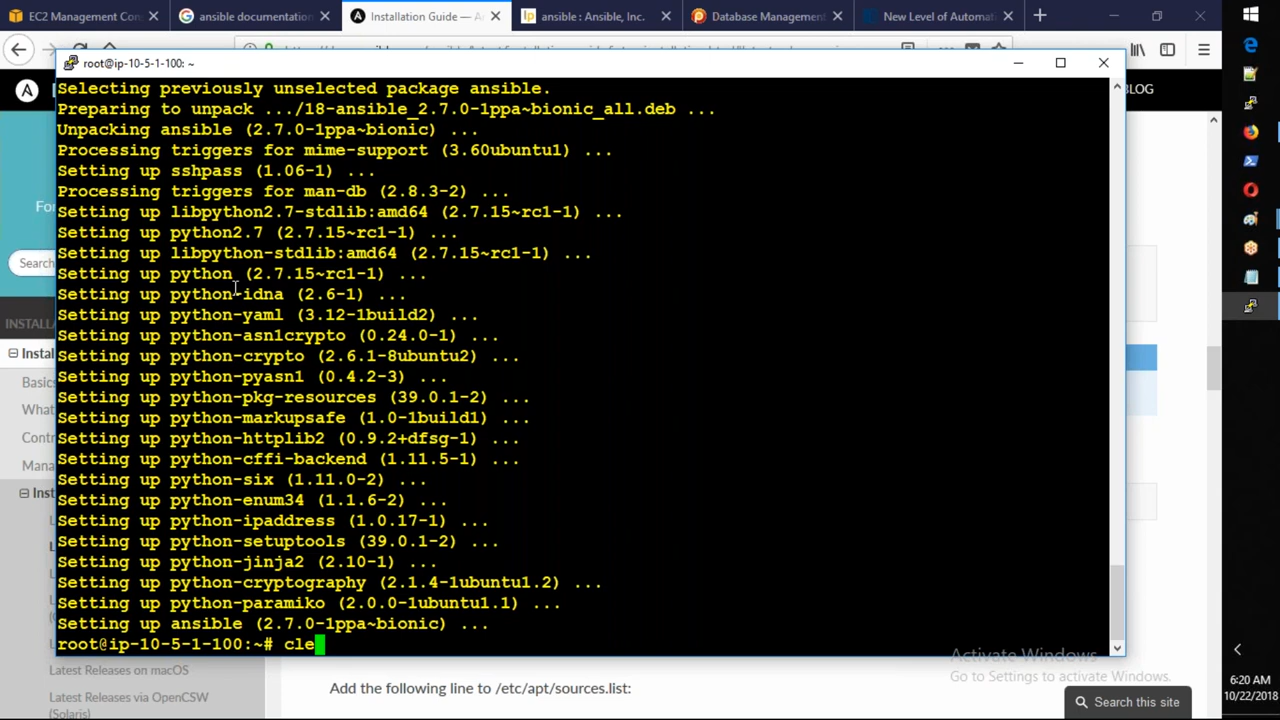 EC2 Management Con
ansible documentation
Installation Guide — A
ansible : Ansible, Inc.
Database Management
New Level of Automat
root@ip-10-5-1-100: ~
BLOG
Selecting previously unselected package ansible.
Preparing to unpack .../18-ansible_2.7.0-1ppa~bionic_all.deb ...
Unpacking ansible (2.7.0-1ppa~bionic) ...
Processing triggers for mime-support (3.60ubuntu1) ...
Setting up sshpass (1.06-1) ...
Processing triggers for man-db (2.8.3-2) ...
Setting up libpython2.7-stdlib:amd64 (2.7.15~rc1-1) ...
Setting up python2.7 (2.7.15~rc1-1) ...
Setting up libpython-stdlib:amd64 (2.7.15~rc1-1) ...
Setting up python (2.7.15~rc1-1) ...
Setting up python-idna (2.6-1) ...
Setting up python-yaml (3.12-1build2) ...
Setting up python-asn1crypto (0.24.0-1) ...
Setting up python-crypto (2.6.1-8ubuntu2) ...
Setting up python-pyasn1 (0.4.2-3) ...
Setting up python-pkg-resources (39.0.1-2) ...
Setting up python-markupsafe (1.0-1build1) ...
Setting up python-httplib2 (0.9.2+dfsg-1) ...
Setting up python-cffi-backend (1.11.5-1) ...
Setting up python-six (1.11.0-2) ...
Setting up python-enum34 (1.1.6-2) ...
Setting up python-ipaddress (1.0.17-1) ...
Setting up python-setuptools (39.0.1-2) ...
Setting up python-jinja2 (2.10-1) ...
Setting up python-cryptography (2.1.4-1ubuntu1.2) ...
Setting up python-paramiko (2.0.0-1ubuntu1.1) ...
Setting up ansible (2.7.0-1ppa~bionic) ...
root@ip-10-5-1-100:~# cle
Fo
Search
INSTALL
Instal
Basics
What
Contr
Mana
Inst
Latest Releases on macOS
Latest Releases via OpenCSW
(Solaris)
Add the following line to /etc/apt/sources.list:
Activate Windows
Go to Settings to activate Windows.
Search this site
6:20 AM
10/22/2018